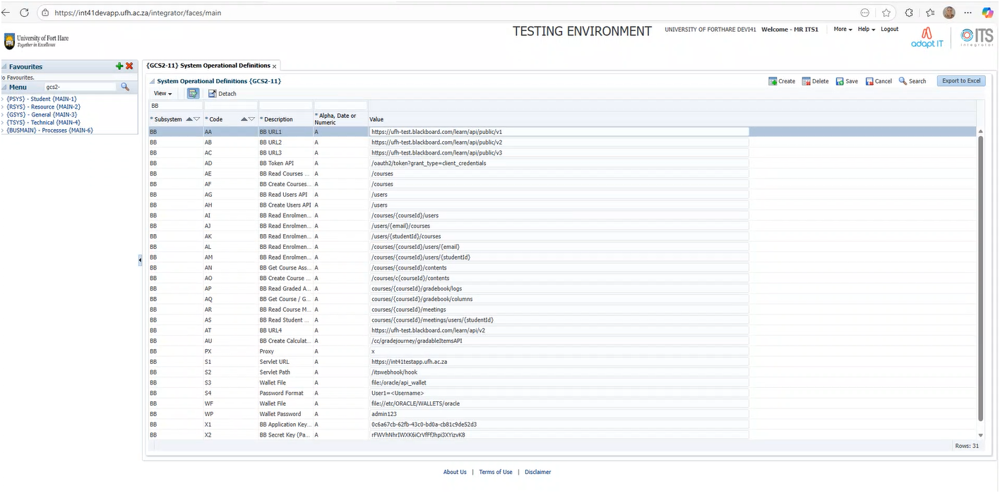 https://int41devapp.ufh.ac.za/integrator/faces/main
University of Fort Hare
Together in Excellence
TESTING ENVIRONMENT
UNIVERSITY OF FORTHARE DEVI41 Welcome - MR ITS1 More Help Logout
adapt IT
ITS
integrator
Favourites
o Favourites.
Menu gcs2-
{PSYS} - Student {MAIN-1}
{RSYS} - Resource {MAIN-2}
{GSYS} - General {MAIN-3}
{TSYS} - Technical {MAIN-4}
{BUSMAIN} - Processes {MAIN-6}
{GCS2-11} System Operational Definitions
System Operational Definitions {GCS2-11}
Create Delete Save Cancel Search Export to Excel
View Detach
BB
* Subsystem * Code * Description * Alpha, Date or Numeric Value
BB AA BB URL1 A https://ufh-test.blackboard.com/learn/api/public/v1
BB AB BB URL2 A https://ufh-test.blackboard.com/learn/api/public/v2
BB AC BB URL3 A https://ufh-test.blackboard.com/learn/api/public/v3
BB AD BB Token API A /oauth2/token?grant_type=client_credentials
BB AE BB Read Courses ... A /courses
BB AF BB Create Courses... A /courses
BB AG BB Read Users API A /users
BB AH BB Create Users API A /users
BB AI BB Read Enrolmen... A /courses/{courseId}/users
BB AJ BB Read Enrolmen... A /users/{email}/courses
BB AK BB Read Enrolmen... A /users/{studentId}/courses
BB AL BB Read Enrolmen... A /courses/{courseId}/users/{email}
BB AM BB Read Enrolmen... A /courses/{courseId}/users/{studentId}
BB AN BB Get Course Ass... A /courses/{courseId}/contents
BB AO BB Create Course ... A /courses/c{courseId}/contents
BB AP BB Read Graded A... A courses/{courseId}/gradebook/logs
BB AQ BB Get Course / G... A courses/{courseId}/gradebook/columns
BB AR BB Read Course M... A courses/{courseId}/meetings
BB AS BB Read Student ... A courses/{courseId}/meetings/users/{studentId}
BB AT BB URL4 A https://ufh-test.blackboard.com/learn/api/v2
BB AU BB Create Calculat... A /cc/gradejourney/gradableItemsAPI
BB PX Proxy A x
BB S1 Servlet URL A https://int41testapp.ufh.ac.za
BB S2 Servlet Path A /itswebhook/hook
BB S3 Wallet File A file:/oracle/api_wallet
BB S4 Password Format A User1=<Username>
BB WF Wallet File A file://etc/ORACLE/WALLETS/oracle
BB WP Wallet Password A admin123
BB X1 BB Application Key... A 0c6a67cb-62fb-43c0-bd0a-cb81c9de52d3
BB X2 BB Secret Key (Pa... A rFWVhNhrIWXK6iCrVfFfJhpi3XYizvK8
Rows: 31
About Us | Terms of Use | Disclaimer